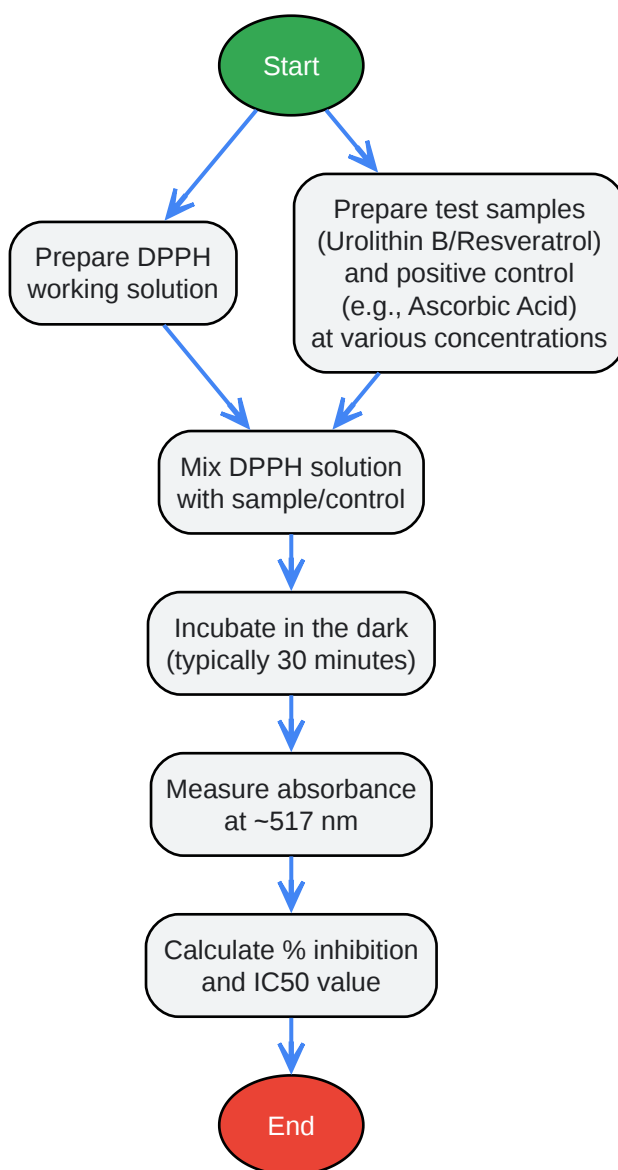 Start
Prepare DPPH
working solution
Prepare test samples
(Urolithin B/Resveratrol)
and positive control
(e.g., Ascorbic Acid)
at various concentrations
Mix DPPH solution
with sample/control
Incubate in the dark
(typically 30 minutes)
Measure absorbance
at ~517 nm
Calculate % inhibition
and IC50 value
End